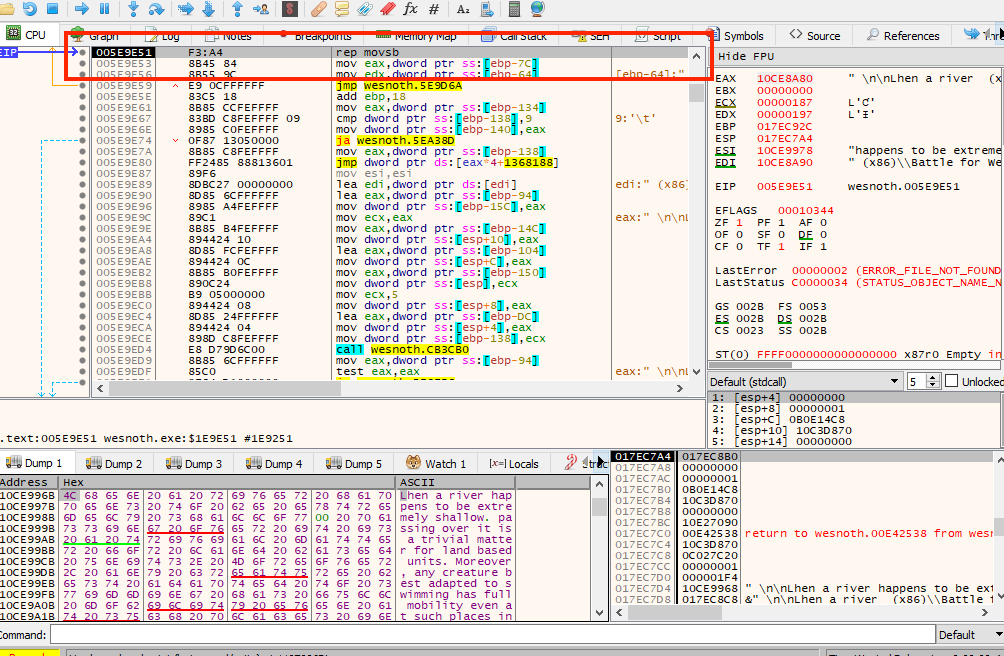 fx # A₂
CPU Graph Log Notes Breakpoints Memory Map Call Stack SEH Script Symbols Source References Thre
EIP
005E9E51 F3:A4 rep movsb
005E9E53 8B45 84 mov eax,dword ptr ss:[ebp-7C]
005E9E56 8B55 9C mov edx,dword ptr ss:[ebp-64] [ebp-64]:"
005E9E59 E9 0CFFFFFF jmp wesnoth.5E9D6A
005E9E5E 83C5 18 add ebp,18
005E9E61 8B85 CCFEFFFF mov eax,dword ptr ss:[ebp-134]
005E9E67 83BD C8FEFFFF 09 cmp dword ptr ss:[ebp-138],9 9:'\t'
005E9E6E 8985 C0FEFFFF mov dword ptr ss:[ebp-140],eax
005E9E74 0F87 13050000 ja wesnoth.5EA38D
005E9E7A 8B85 C8FEFFFF mov eax,dword ptr ss:[ebp-138]
005E9E80 FF2485 88813601 jmp dword ptr ds:[eax*4+1368188]
005E9E87 89F6 mov esi,esi
005E9E89 8DBC27 00000000 lea edi,dword ptr ds:[edi] edi:" (x86)
005E9E90 8D85 6CFFFFFF lea eax,dword ptr ss:[ebp-94]
005E9E96 8985 A4FEFFFF mov dword ptr ss:[ebp-15C],eax
005E9E9C 89C1 mov ecx,eax eax:" \n\nL
005E9E9E 8B85 B4FEFFFF mov eax,dword ptr ss:[ebp-14C]
005E9EA4 894424 10 mov dword ptr ss:[esp+10],eax
005E9EA8 8D85 FCFEFFFF lea eax,dword ptr ss:[ebp-104]
005E9EAE 894424 0C mov dword ptr ss:[esp+C],eax
005E9EB2 8B85 B0FEFFFF mov eax,dword ptr ss:[ebp-150]
005E9EB8 890C24 mov dword ptr ss:[esp],ecx
005E9EBB B9 05000000 mov ecx,5
005E9EC0 894424 08 mov dword ptr ss:[esp+8],eax
005E9EC4 8D85 24FFFFFF lea eax,dword ptr ss:[ebp-DC]
005E9ECA 894424 04 mov dword ptr ss:[esp+4],eax
005E9ECE 898D C8FEFFFF mov dword ptr ss:[ebp-138],ecx
005E9ED4 E8 D79D6C00 call wesnoth.CB3CB0
005E9ED9 8B85 6CFFFFFF mov eax,dword ptr ss:[ebp-94]
005E9EDF 85C0 test eax,eax eax:" \n\nL
Hide FPU
EAX 10CE8A80 " \n\nLhen a river (x
EBX 00000000
ECX 00000187
EDX 00000197
EBP 017EC92C
ESP 017EC7A4
ESI 10CE9978 "happens to be extreme
EDI 10CE8A90 " (x86)\\Battle for We
EIP 005E9E51 wesnoth.005E9E51
EFLAGS 00010344
ZF 1 PF 1 AF 0
OF 0 SF 0 DF 0
CF 0 TF 1 IF 1
LastError 00000002 (ERROR_FILE_NOT_FOUND
LastStatus C0000034 (STATUS_OBJECT_NAME_N
GS 002B FS 0053
ES 002B DS 002B
CS 0023 SS 002B
ST(0) FFFF0000000000000000 x87r0 Empty in
Default (stdcall) 5 Unlocked
1: [esp+4] 00000000
2: [esp+8] 00000001
3: [esp+C] 0B0E14C8
4: [esp+10] 10C3D870
5: [esp+14] 00000000
.text:005E9E51 wesnoth.exe:$1E9E51 #1E9251
Dump 1 Dump 2 Dump 3 Dump 4 Dump 5 Watch 1 [x=] Locals Struct
Address Hex ASCII
10CE996B 4C 68 65 6E 20 61 20 72 69 76 65 72 20 68 61 70 Lhen a river hap
10CE997B 70 65 6E 73 20 74 6F 20 62 65 20 65 78 74 72 65 pens to be extre
10CE998B 6D 65 6C 79 20 73 68 61 6C 6C 6F 77 00 20 70 61 mely shallow. pa
10CE999B 73 73 69 6E 67 20 6F 76 65 72 20 69 74 20 69 73 ssing over it is
10CE99AB 20 61 20 74 72 69 76 69 61 6C 20 6D 61 74 74 65 a trivial matte
10CE99BB 72 20 66 6F 72 20 6C 61 6E 64 20 62 61 73 65 64 r for land based
10CE99CB 20 75 6E 69 74 73 2E 20 4D 6F 72 65 6F 76 65 72 units. Moreover
10CE99DB 2C 20 61 6E 79 20 63 72 65 61 74 75 72 65 20 62 , any creature b
10CE99EB 65 73 74 20 61 64 61 70 74 65 64 20 74 6F 20 73 est adapted to s
10CE99FB 77 69 6D 6D 69 6E 67 20 68 61 73 20 66 75 6C 6C wimming has full
10CE9A0B 20 6D 6F 62 69 6C 69 74 79 20 65 76 65 6E 20 61 mobility even a
10CE9A1B 74 20 73 75 63 68 20 70 6C 61 63 65 73 20 69 6E t such places in
017EC7A4 017EC8B0
017EC7A8 00000000
017EC7AC 00000001
017EC7B0 0B0E14C8
017EC7B4 10C3D870
017EC7B8 00000000
017EC7BC 10E27090
017EC7C0 00E42538 return to wesnoth.00E42538 from wesn
017EC7C4 10C3D870
017EC7C8 0C027C20
017EC7CC 00000001
017EC7D0 000001F4
017EC7D4 10CE9968 " \n\nLhen a river happens to be ex
017EC7D8 017EC8C8 &" \n\nLhen a river (x86)\\Battle f
Command: Default